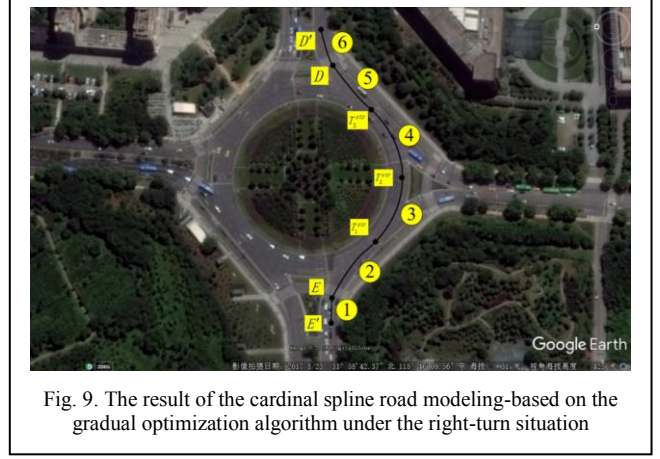 D'
6
D
5
4
3
2
E
1
E'
Google Earth
Fig. 9. The result of the cardinal spline road modeling-based on the
gradual optimization algorithm under the right-turn situation